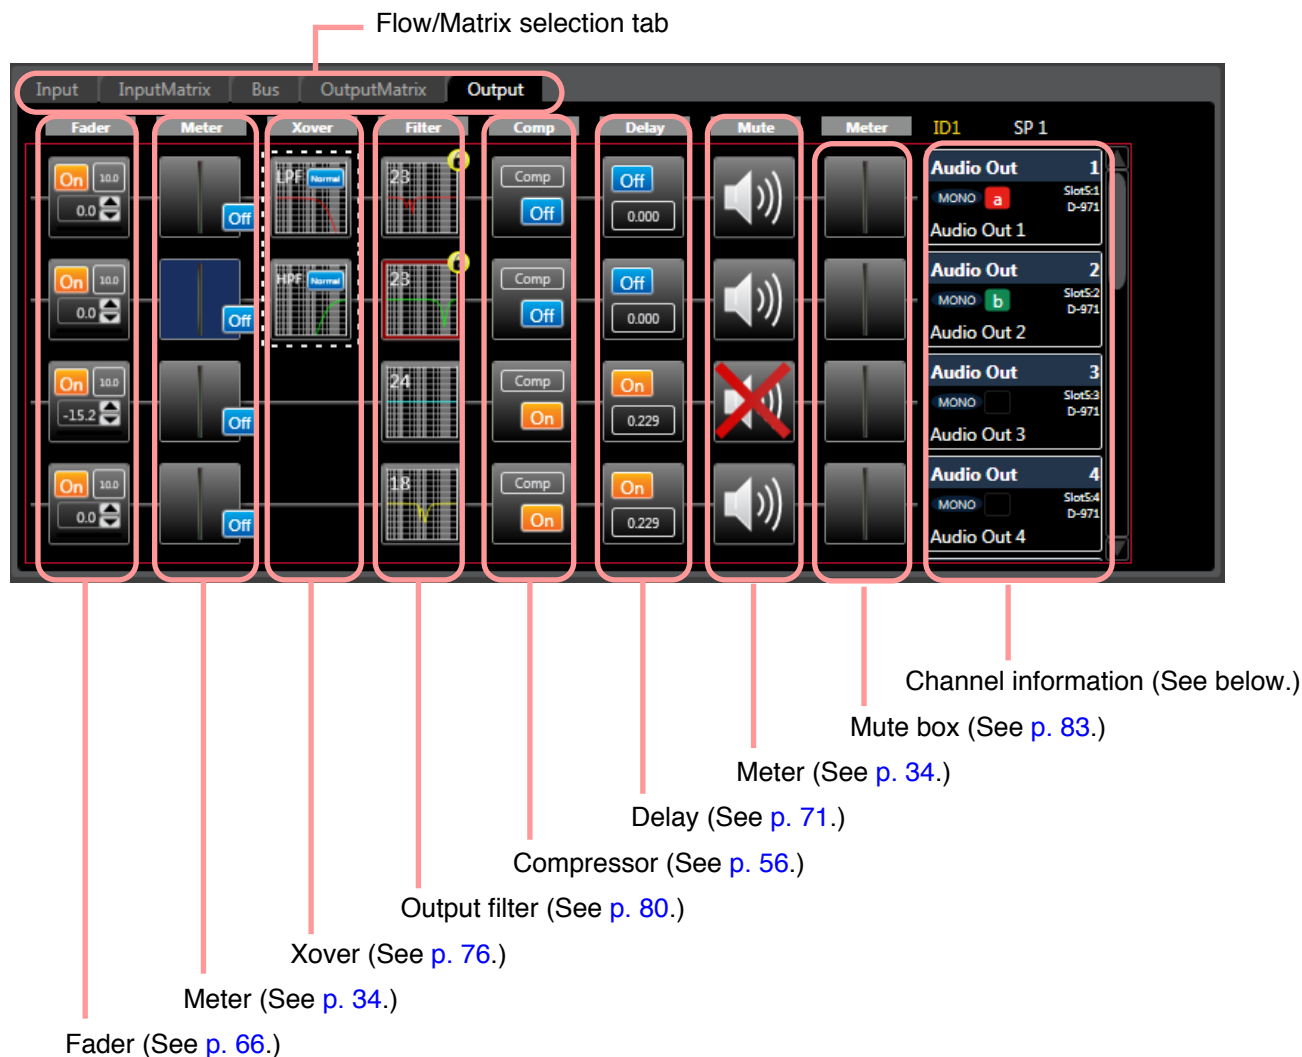 Flow/Matrix selection tab
Input InputMatrix Bus OutputMatrix Output
Fader Meter Xover Filter Comp Delay Mute Meter ID1 SP 1
On 10.0 LPF Normal 23 Comp Off Audio Out 1
0.0 Off Off 0.000 MONO a Slot5:1 D-971
Audio Out 1
On 10.0 HPF Normal 23 Comp Off Audio Out 2
0.0 Off Off 0.000 MONO b Slot5:2 D-971
Audio Out 2
On 10.0 24 Comp On Audio Out 3
-15.2 Off On 0.229 MONO Slot5:3 D-971
Audio Out 3
On 10.0 18 Comp On Audio Out 4
0.0 Off On 0.229 MONO Slot5:4 D-971
Audio Out 4
Channel information (See below.)
Mute box (See p. 83.)
Meter (See p. 34.)
Delay (See p. 71.)
Compressor (See p. 56.)
Output filter (See p. 80.)
Xover (See p. 76.)
Meter (See p. 34.)
Fader (See p. 66.)